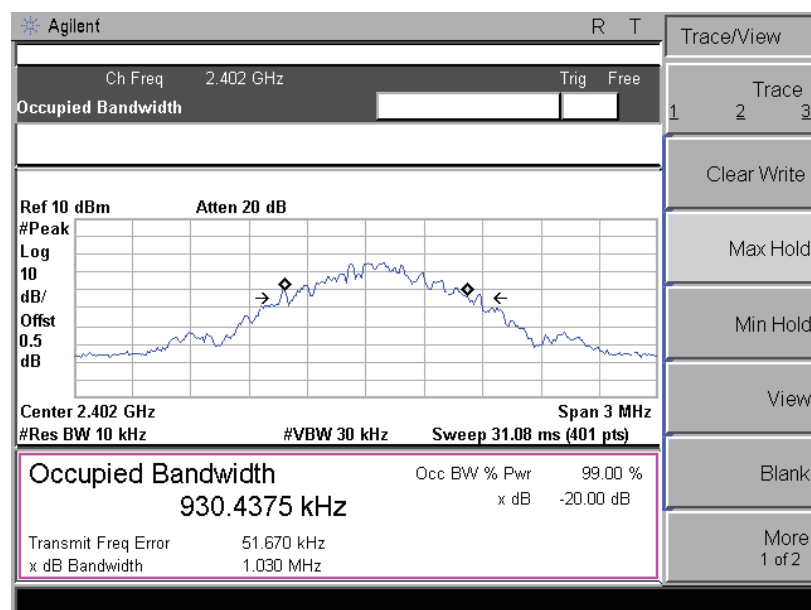 Agilent R T
Ch Freq 2.402 GHz Trig Free
Occupied Bandwidth
Ref 10 dBm Atten 20 dB
#Peak
Log
10
dB/
Offst
0.5
dB
Center 2.402 GHz Span 3 MHz
#Res BW 10 kHz #VBW 30 kHz Sweep 31.08 ms (401 pts)
Occupied Bandwidth
930.4375 kHz
Occ BW % Pwr 99.00 %
x dB -20.00 dB
Transmit Freq Error 51.670 kHz
x dB Bandwidth 1.030 MHz
Trace/View
Trace
1 2 3
Clear Write
Max Hold
Min Hold
View
Blank
More
1 of 2